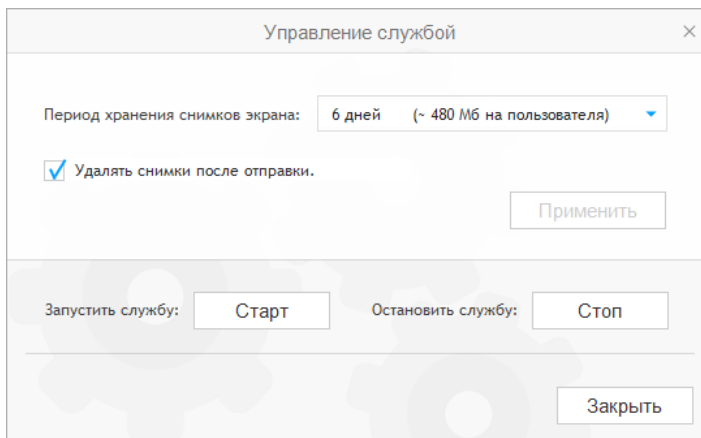 Управление службой
Период хранения снимков экрана: 6 дней (~ 480 Мб на пользователя)
Удалять снимки после отправки.
Применить
Запустить службу: Старт Остановить службу: Стоп
Закрыть